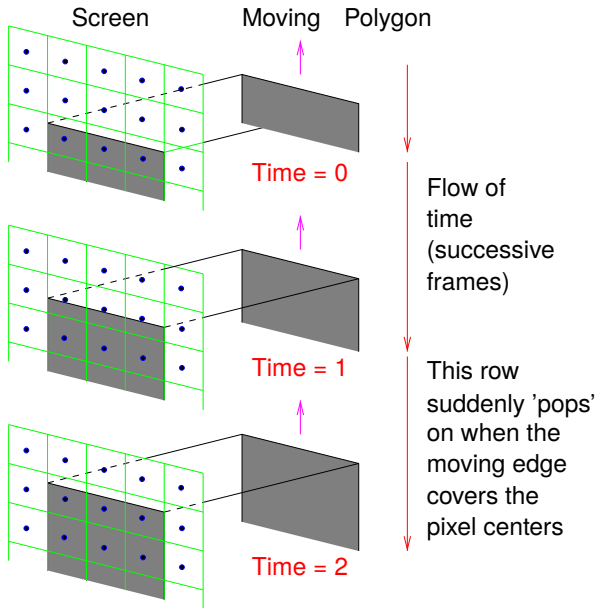 Screen Moving Polygon
Time = 0
Flow of
time
(successive
frames)
Time = 1
This row
suddenly 'pops'
on when the
moving edge
covers the
pixel centers
Time = 2